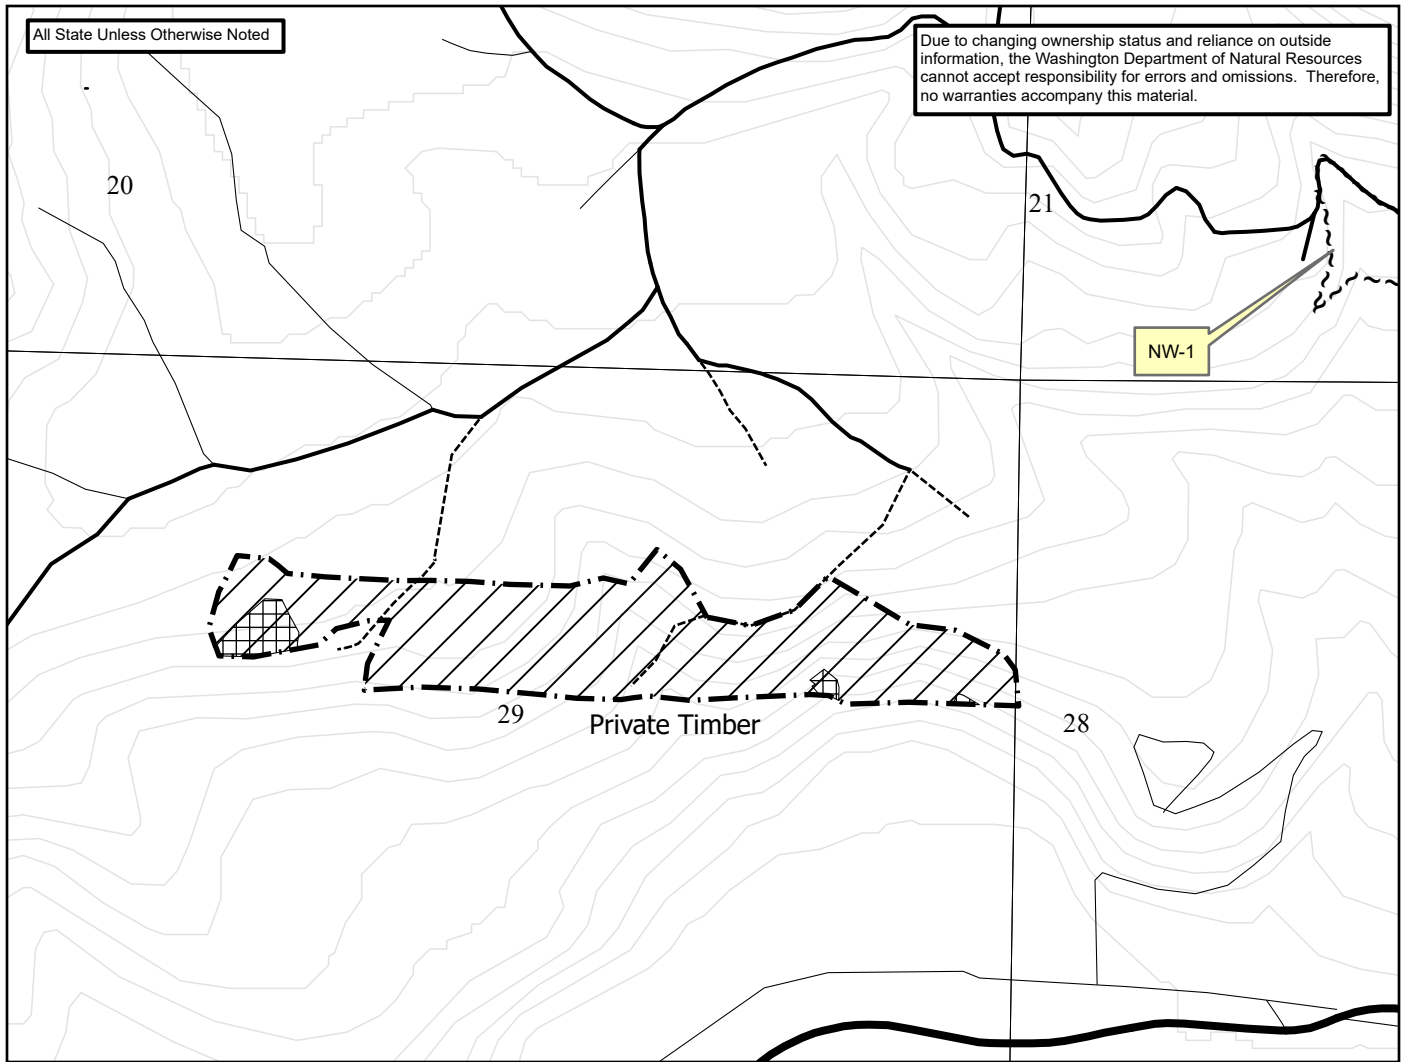 All State Unless Otherwise Noted
Due to changing ownership status and reliance on outside
information, the Washington Department of Natural Resources
cannot accept responsibility for errors and omissions. Therefore,
no warranties accompany this material.
20
21
NW-1
29
Private Timber
28